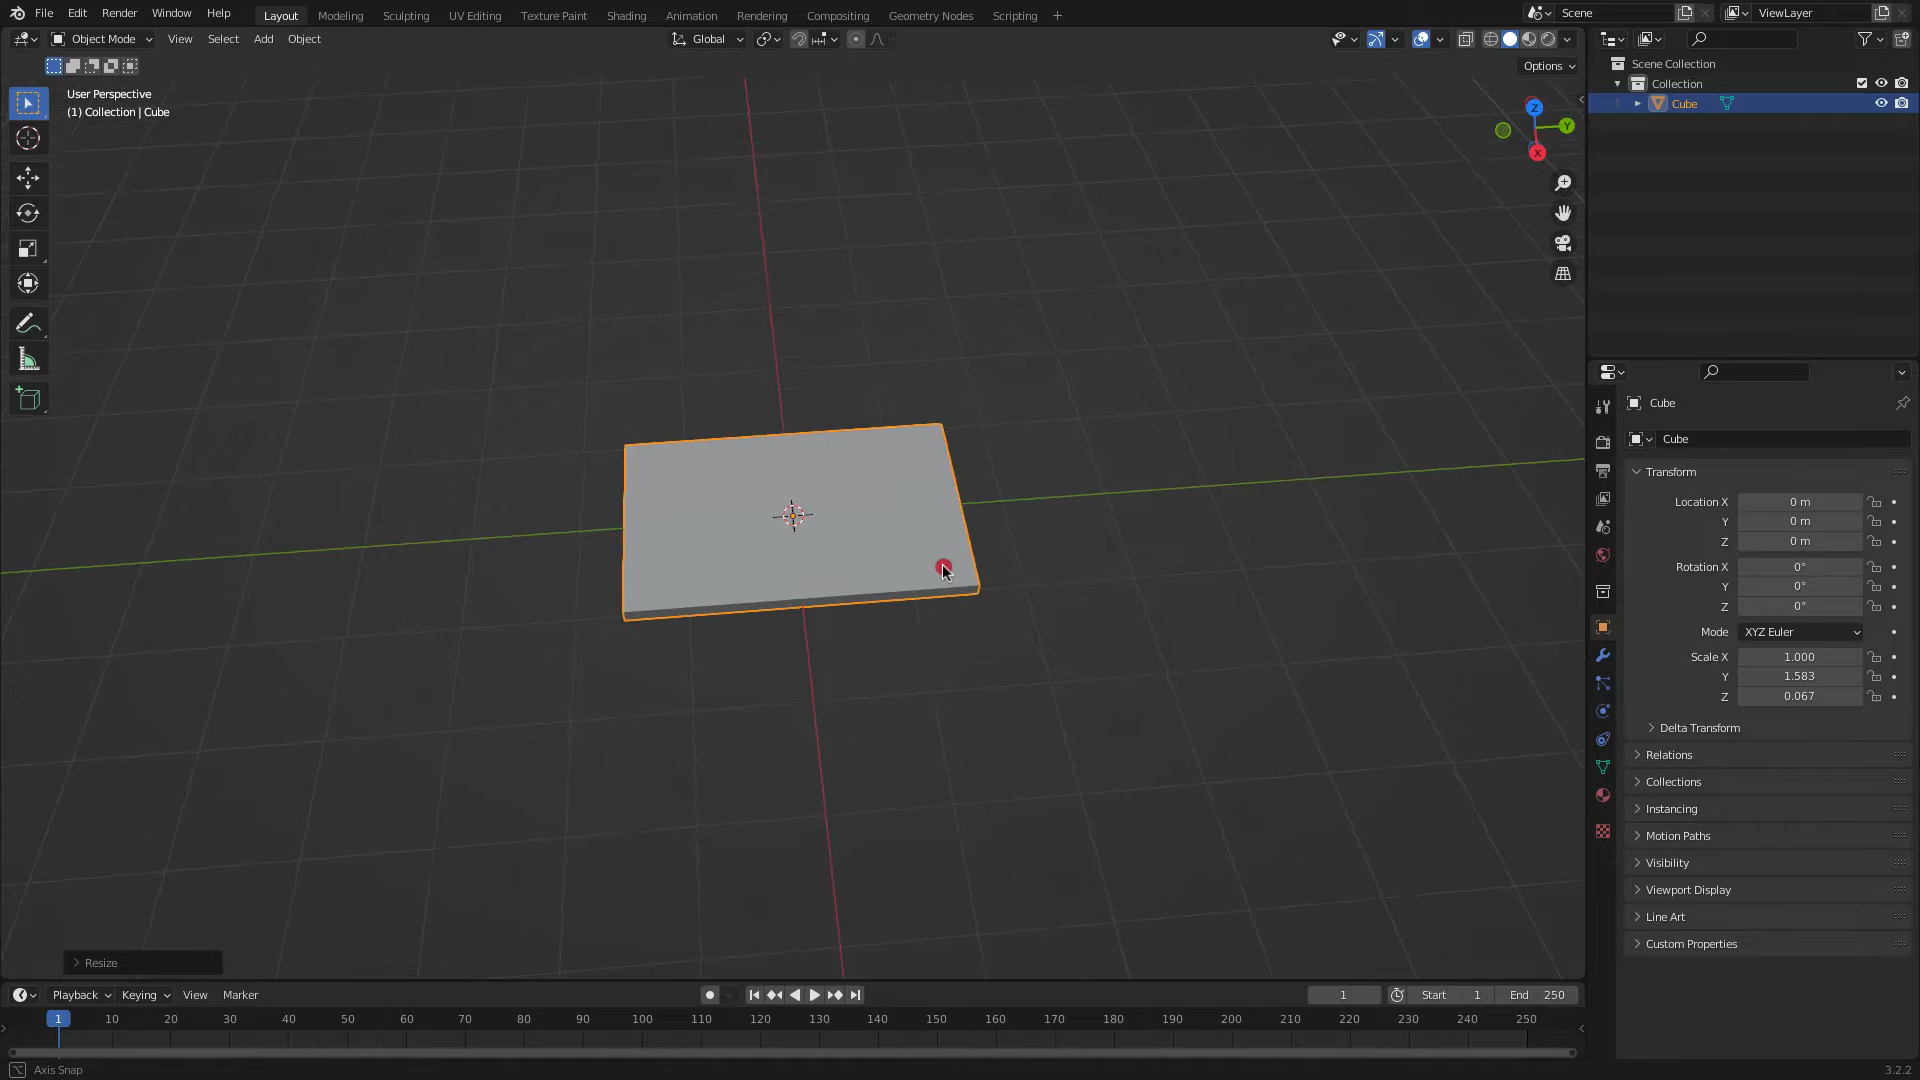 File Edit Render Window Help Layout Modeling Sculpting UV Editing Texture Paint Shading Animation Rendering Compositing Geometry Nodes Scripting Scene ViewLayer
Object Mode View Select Add Object Global
Options
User Perspective
(1) Collection | Cube
Z
Y
X
Scene Collection
Collection
Cube
Cube
Cube
Transform
Location X 0 m
Y 0 m
Z 0 m
Rotation X 0°
Y 0°
Z 0°
Mode XYZ Euler
Scale X 1.000
Y 1.583
Z 0.067
Delta Transform
Relations
Collections
Instancing
Motion Paths
Visibility
Viewport Display
Line Art
Custom Properties
Resize
Playback Keying View Marker 1 Start 1 End 250
1 10 20 30 40 50 60 70 80 90 100 110 120 130 140 150 160 170 180 190 200 210 220 230 240 250
Axis Snap 3.2.2